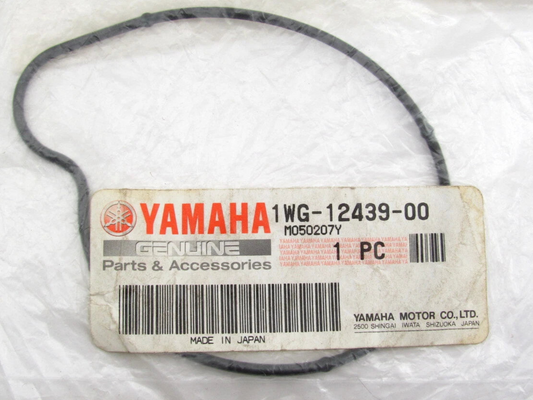 YAMAHA 1WG-12439-00
M050207Y
GENUINE 1 PC
Parts & Accessories
MADE IN JAPAN
YAMAHA MOTOR CO., LTD.
2500 SHINGAI IWATA SHIZUOKA JAPAN